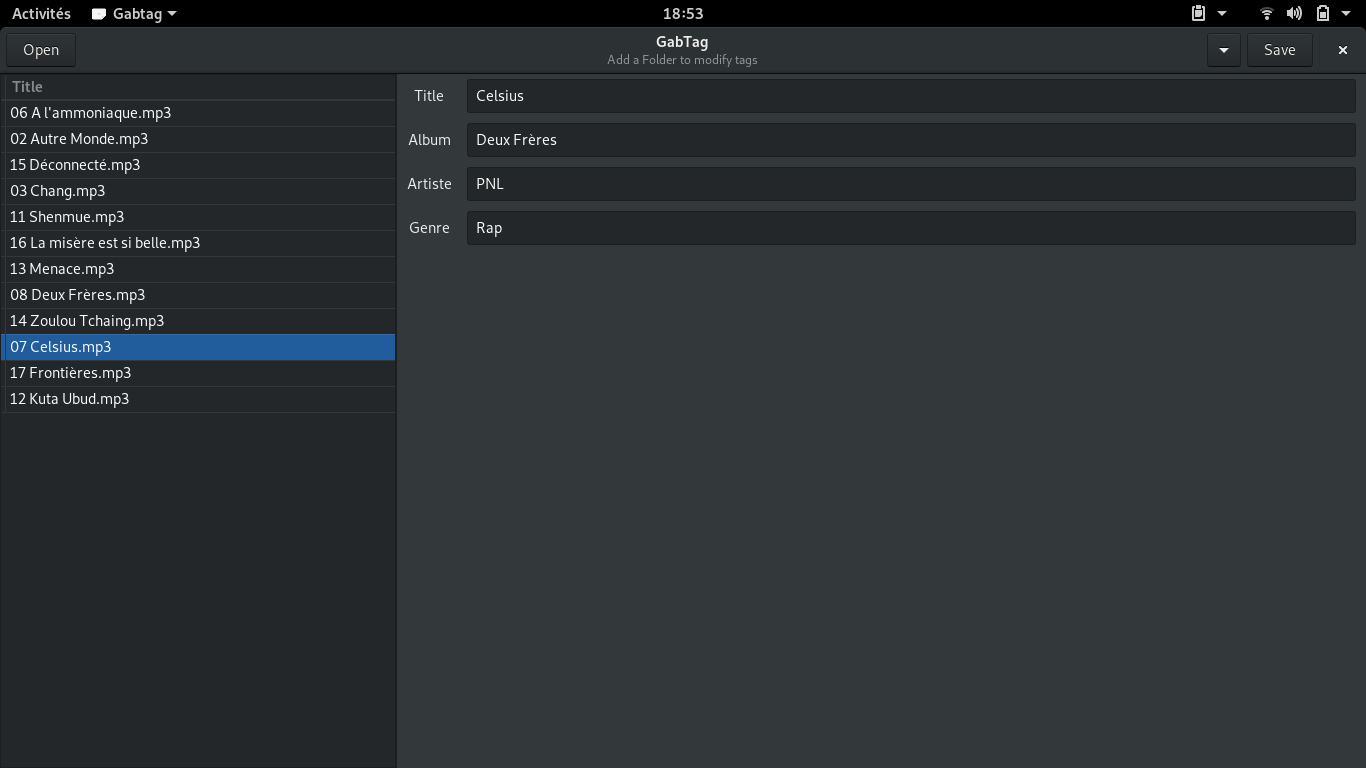 Activités Gabtag 18:53
Open GabTag Save
Add a Folder to modify tags
Title
06 A l'ammoniaque.mp3
02 Autre Monde.mp3
15 Déconnecté.mp3
03 Chang.mp3
11 Shenmue.mp3
16 La misère est si belle.mp3
13 Menace.mp3
08 Deux Frères.mp3
14 Zoulou Tchaing.mp3
07 Celsius.mp3
17 Frontières.mp3
12 Kuta Ubud.mp3
Title Celsius
Album Deux Frères
Artiste PNL
Genre Rap